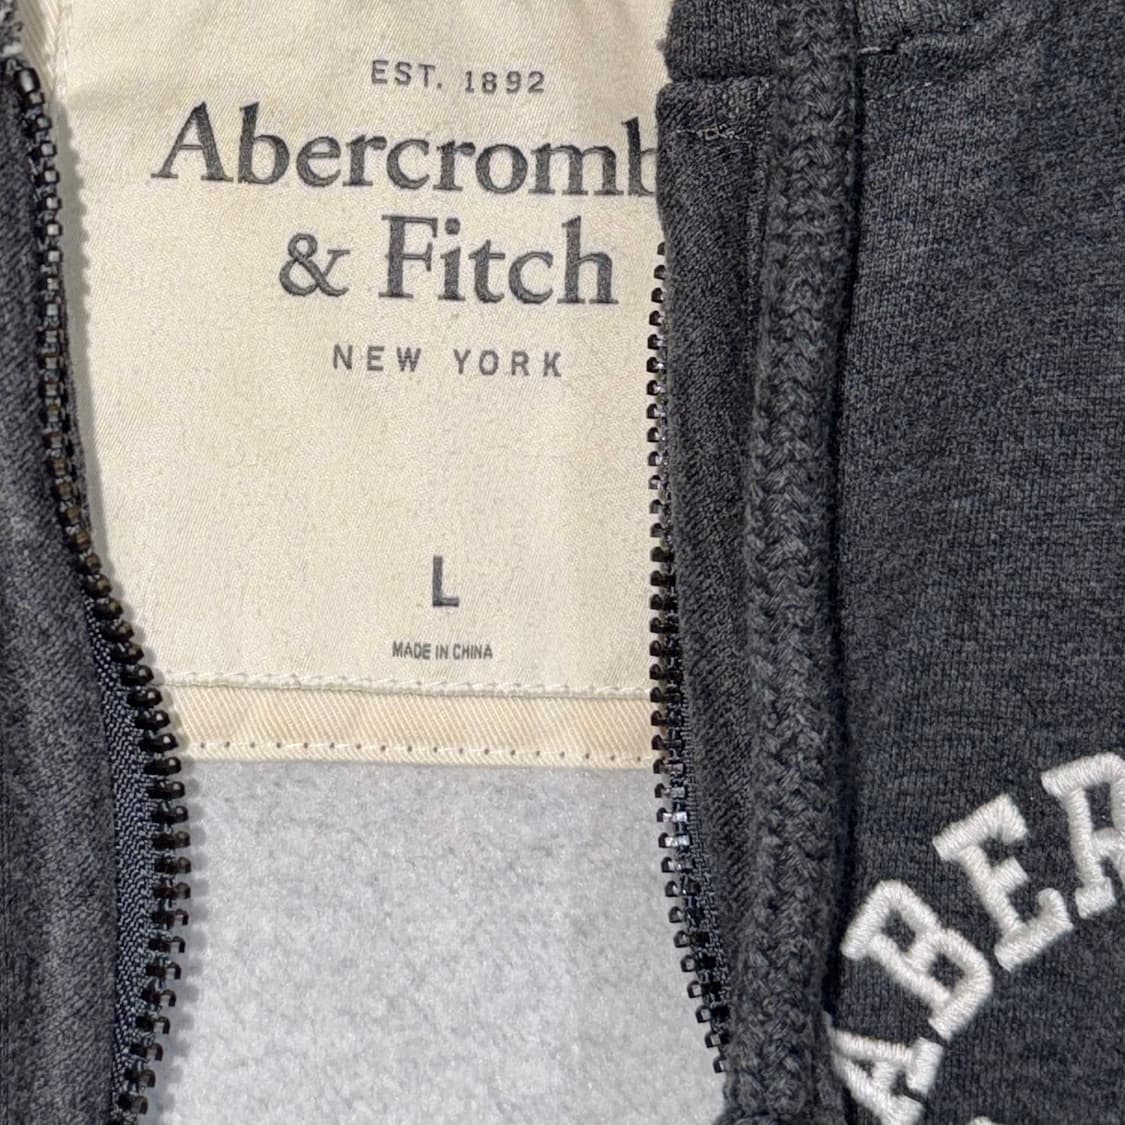 EST. 1892
Abercromb
& Fitch
NEW YORK
L
MADE IN CHINA
ABER